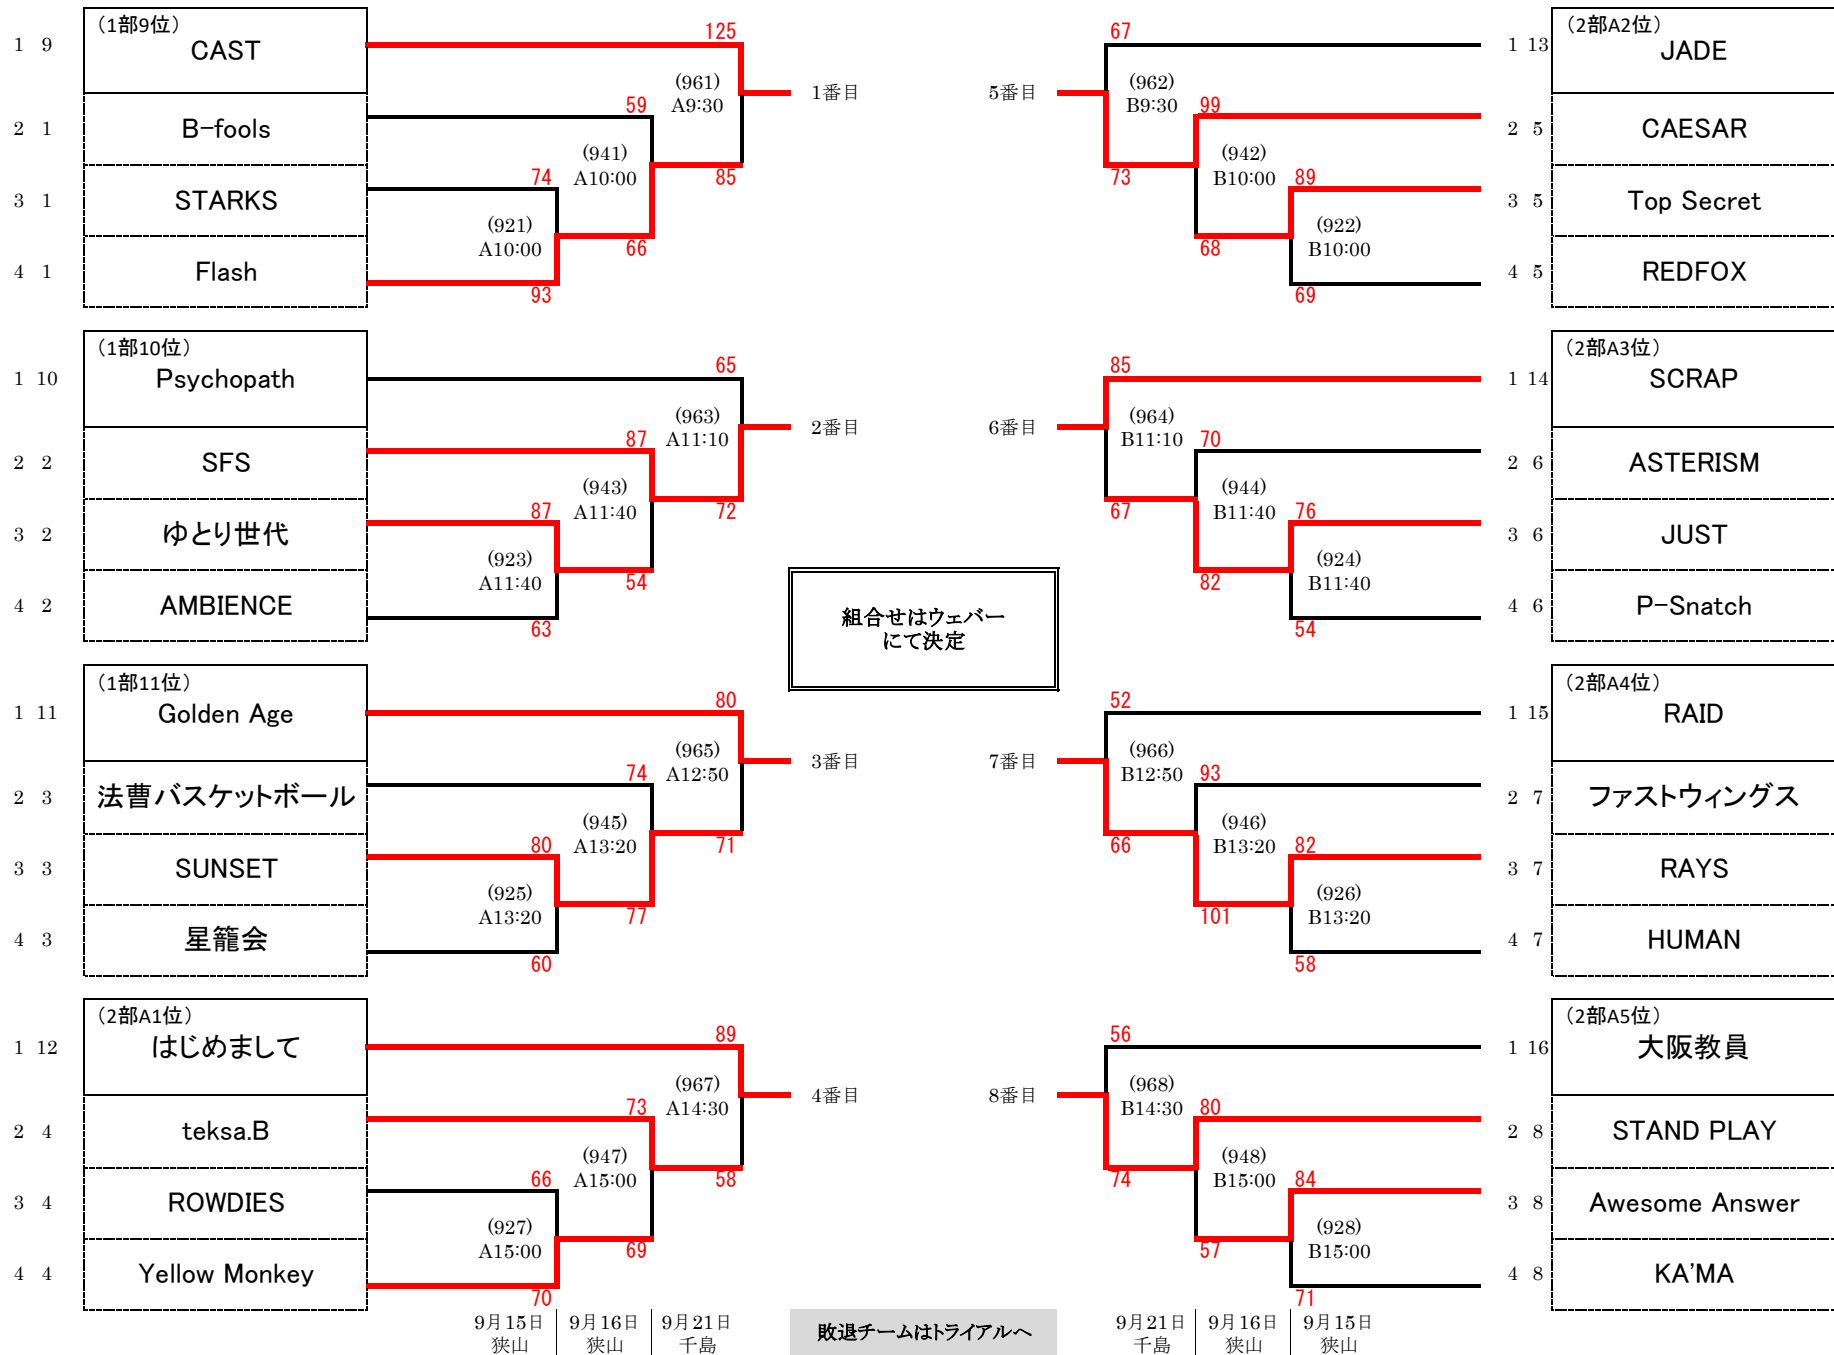 (1部9位)
1 9 CAST 125
(961)
A9:30
1番目
2 1 B-fools 59
(941)
A10:00
85
3 1 STARKS 74
(921)
A10:00
66
4 1 Flash 93
(1部10位)
1 10 Psychopath 65
(963)
A11:10
2番目
2 2 SFS 87
(943)
A11:40
72
3 2 ゆとり世代 87
(923)
A11:40
54
4 2 AMBIENCE 63
(1部11位)
1 11 Golden Age 80
(965)
A12:50
3番目
2 3 法曹バスケットボール 74
(945)
A13:20
71
3 3 SUNSET 80
(925)
A13:20
77
4 3 星籠会 60
(2部A1位)
1 12 はじめまして 89
(967)
A14:30
4番目
2 4 teksa.B 73
(947)
A15:00
58
3 4 ROWDIES 66
(927)
A15:00
69
4 4 Yellow Monkey 70
9月15日 9月16日 9月21日
狭山 狭山 千島
組合せはウェバー
にて決定
敗退チームはトライアルへ
(2部A2位)
67 1 13 JADE
(962)
B9:30
5番目
99 2 5 CAESAR
(942)
B10:00
73
89 3 5 Top Secret
(922)
B10:00
68
69 4 5 REDFOX
(2部A3位)
85 1 14 SCRAP
(964)
B11:10
6番目
70 2 6 ASTERISM
(944)
B11:40
67
76 3 6 JUST
(924)
B11:40
82
54 4 6 P-Snatch
(2部A4位)
52 1 15 RAID
(966)
B12:50
7番目
93 2 7 ファストウィングス
(946)
B13:20
66
82 3 7 RAYS
(926)
B13:20
101
58 4 7 HUMAN
(2部A5位)
56 1 16 大阪教員
(968)
B14:30
8番目
80 2 8 STAND PLAY
(948)
B15:00
74
84 3 8 Awesome Answer
(928)
B15:00
57
71 4 8 KA'MA
9月21日 9月16日 9月15日
千島 狭山 狭山